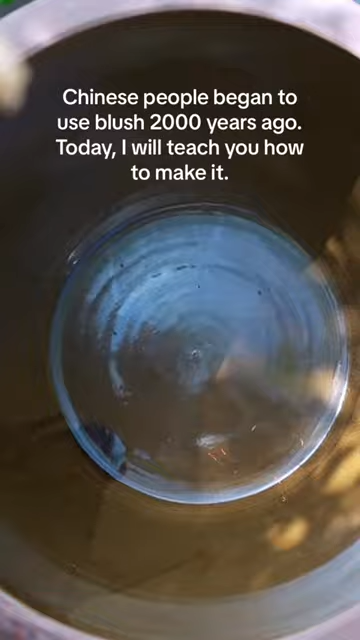 Chinese people began to
use blush 2000 years ago.
Today, I will teach you how
to make it.